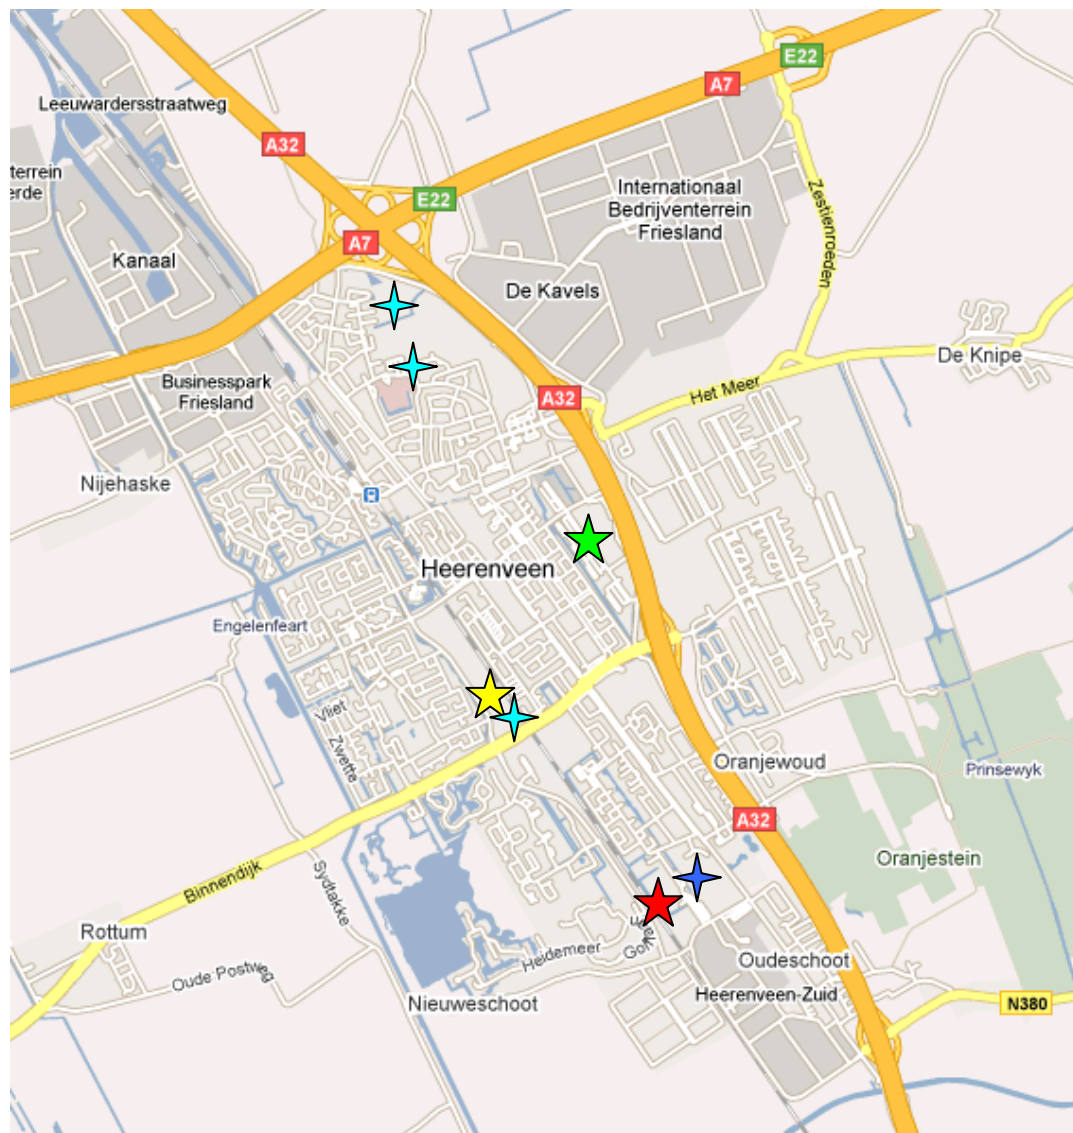 E22
A7
Leeuwardersstraatweg
A32
terrein
erde
Internationaal
Bedrijventerrein
Friesland
Zestienroeden
E22
A7
Kanaal
De Kavels
De Knipe
Businesspark
Friesland
A32
Het Meer
Nijehaske
Heerenveen
Engelenfeart
Vliet
Zwette
Oranjewoud
Prinsewyk
A32
Oranjestein
Binnendijk
Sydtakke
Rottum
Oude Postweg
Heidemeer
Oudeschoot
Nieuweschoot
Heerenveen-Zuid
N380